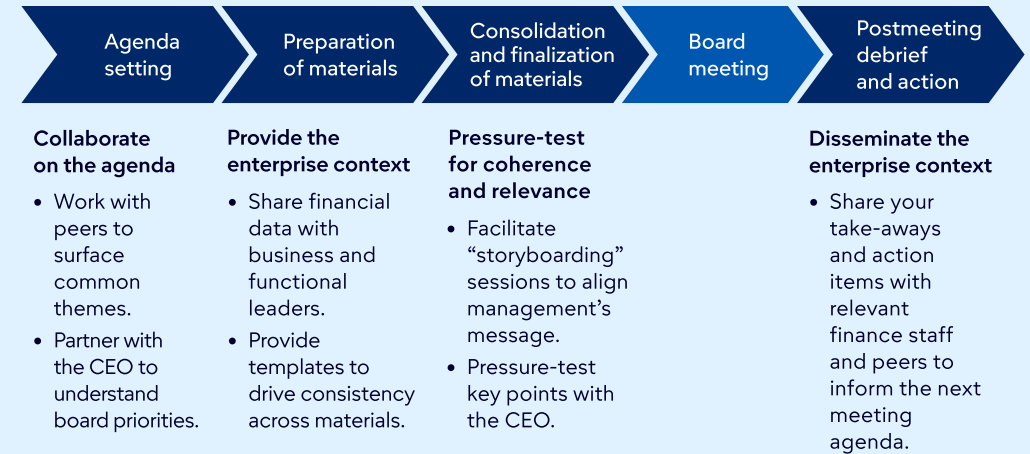 Agenda
setting
Preparation
of materials
Consolidation
and finalization
of materials
Board
meeting
Postmeeting
debrief
and action
Collaborate
on the agenda
• Work with
peers to
surface
common
themes.
• Partner with
the CEO to
understand
board priorities.
Provide the
enterprise context
• Share financial
data with
business and
functional
leaders.
• Provide
templates to
drive consistency
across materials.
Pressure-test
for coherence
and relevance
• Facilitate
“storyboarding”
sessions to align
management’s
message.
• Pressure-test
key points with
the CEO.
Disseminate the
enterprise context
• Share your
take-aways
and action
items with
relevant
finance staff
and peers to
inform the next
meeting
agenda.